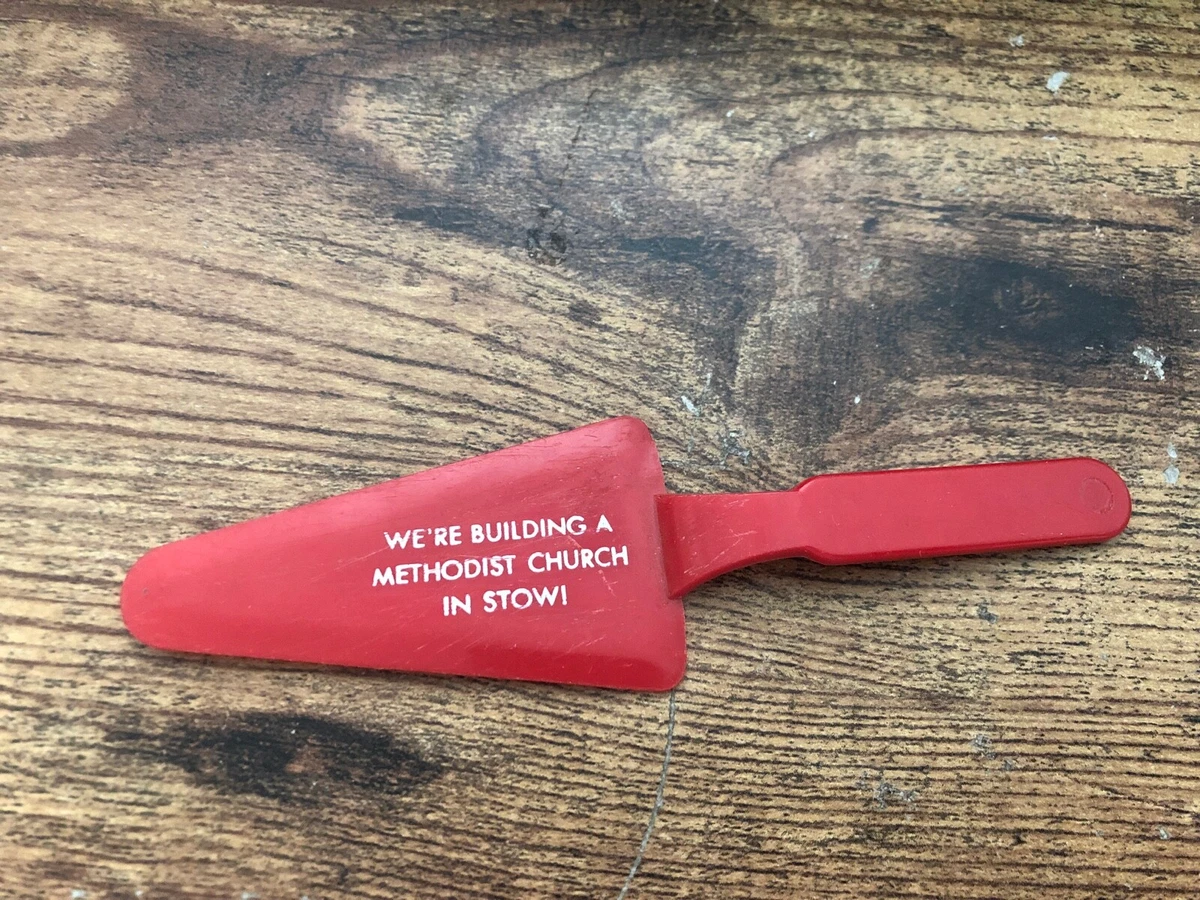 WE'RE BUILDING A
METHODIST CHURCH
IN STOW!